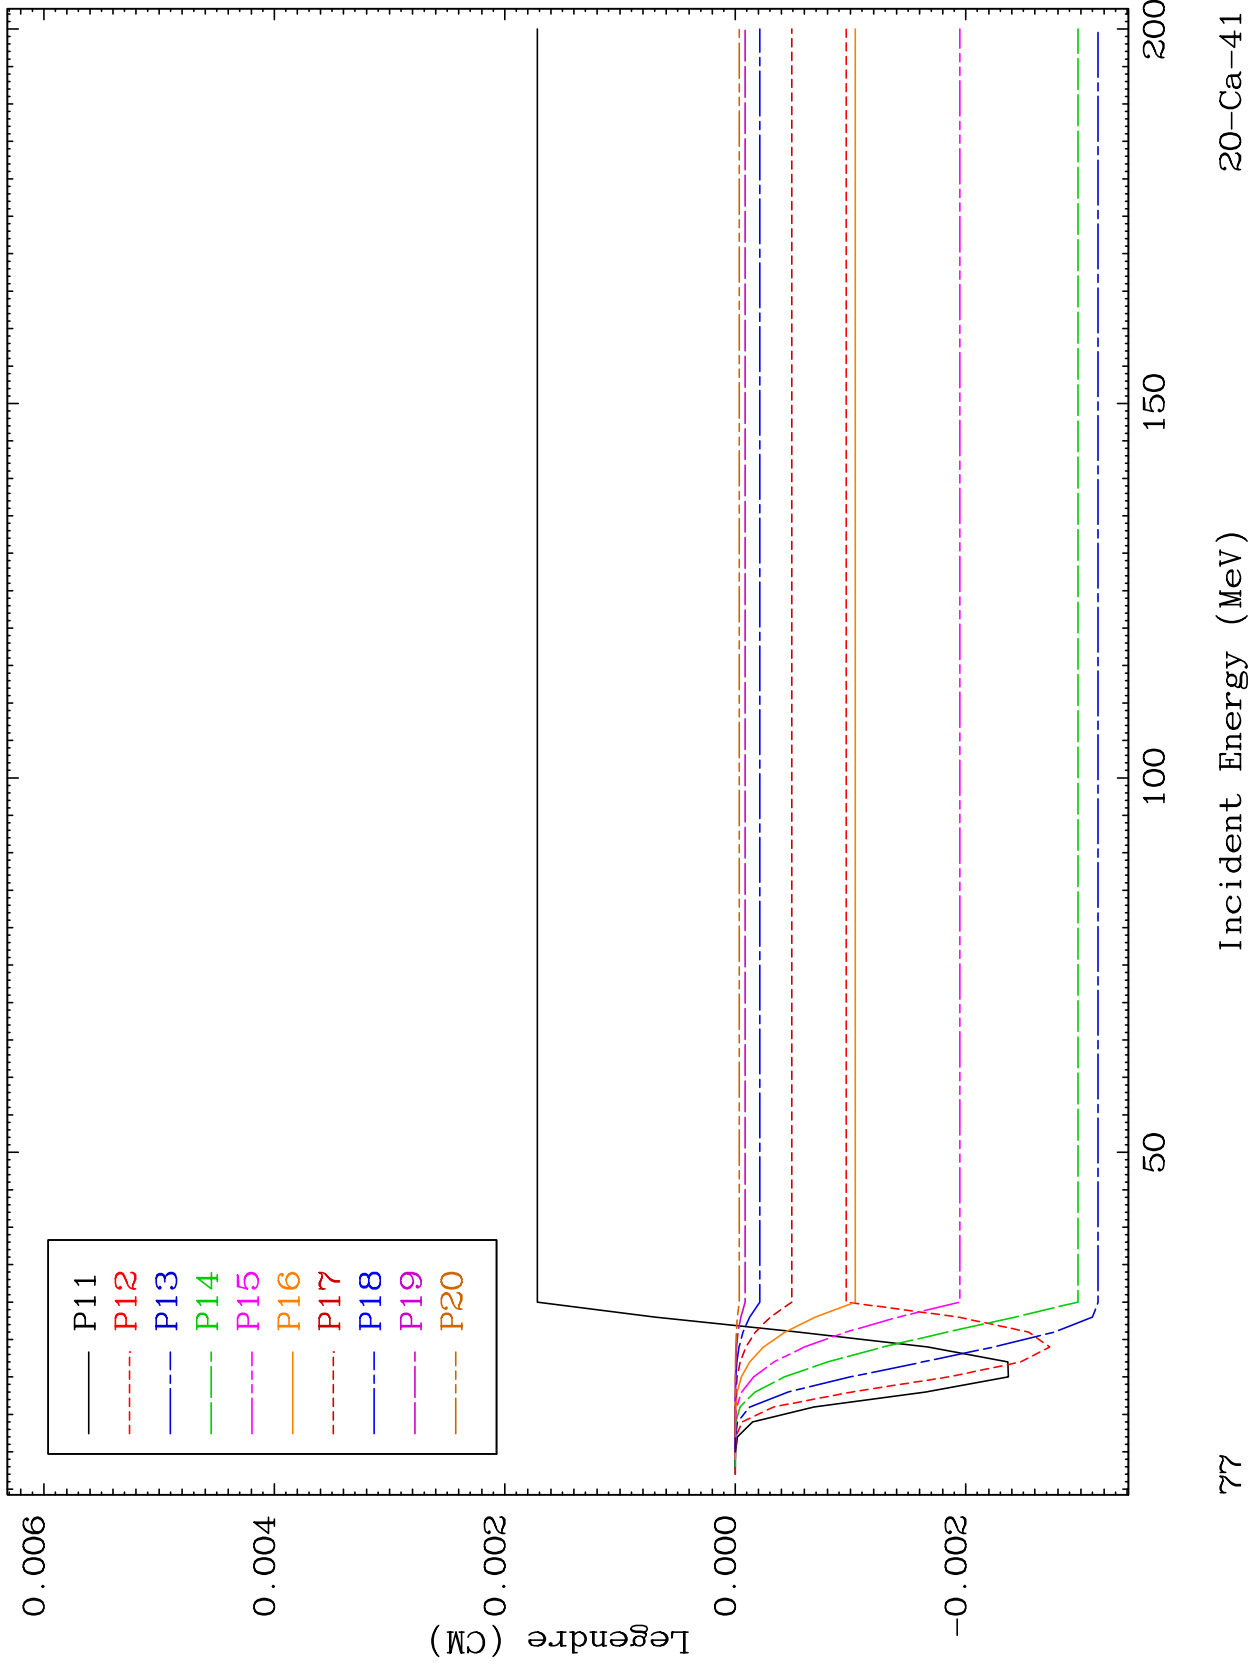 0.006
0.004
0.002
0.000
-0.002
Legendre (CM)
P11
P12
P13
P14
P15
P16
P17
P18
P19
P20
50
100
150
200
77
Incident Energy (MeV)
20-Ca-41